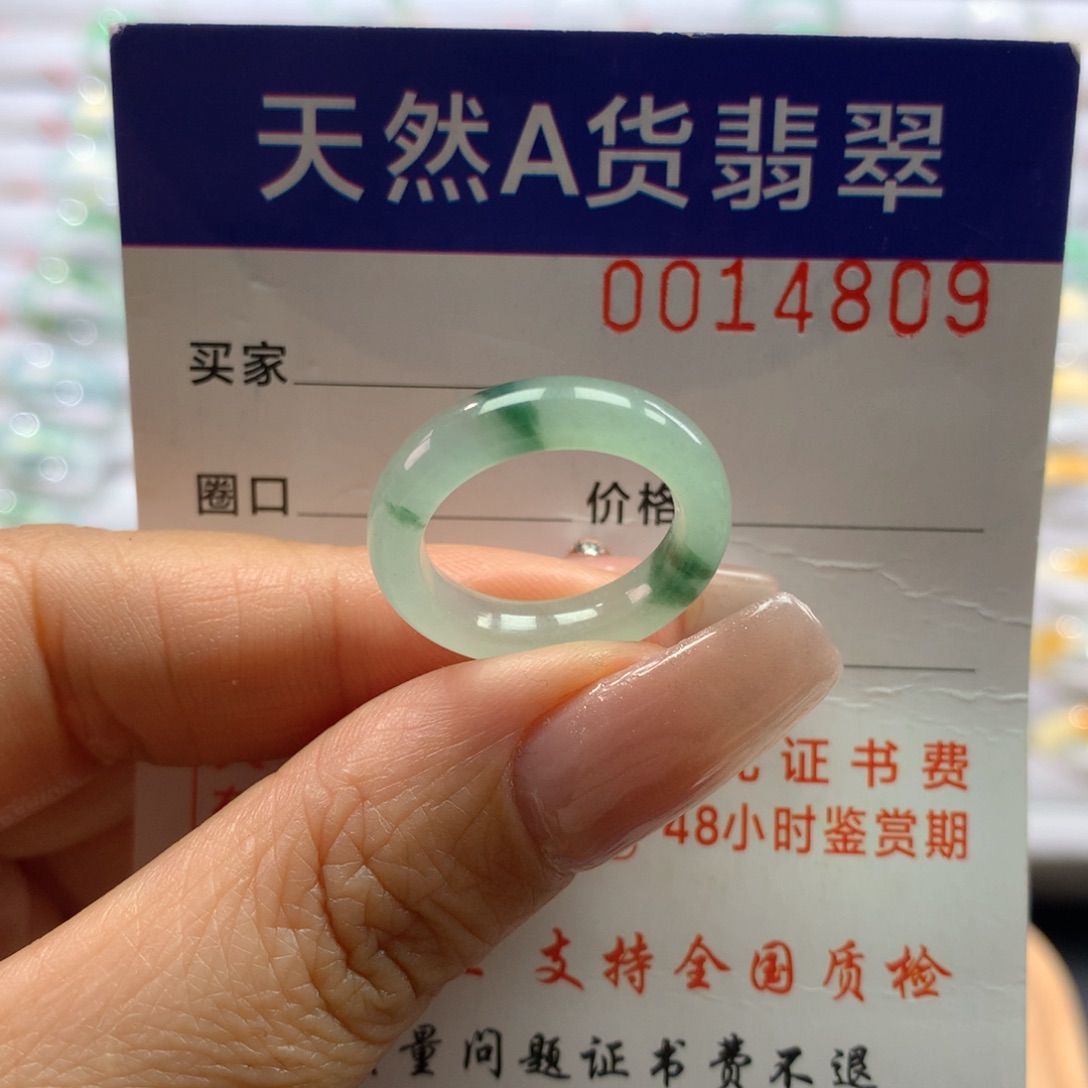 天然A货翡翠
0014809
买家
圈口 价格
证书费
48小时鉴赏期
支持全国质检
量问题证书费不退